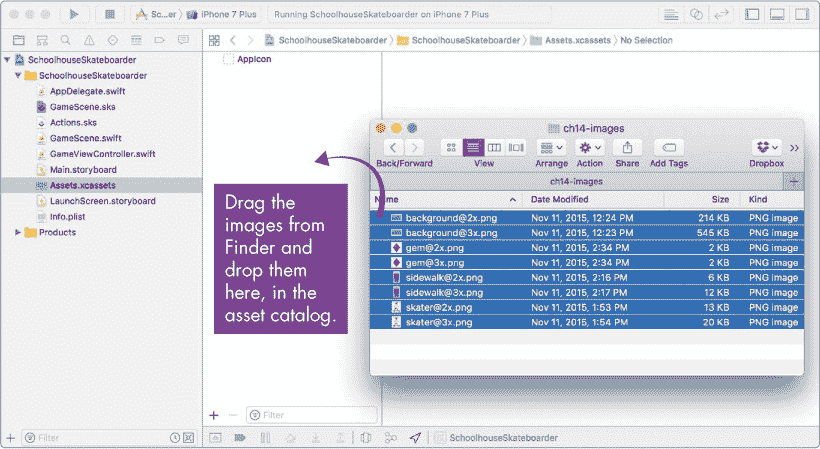 Sc...er 〉 iPhone 7 Plus
Running SchoolhouseSkateboarder on iPhone 7 Plus
SchoolhouseSkateboarder 〉 SchoolhouseSkateboarder 〉 Assets.xcassets 〉 No Selection
SchoolhouseSkateboarder
SchoolhouseSkateboarder
AppDelegate.swift
GameScene.sks
Actions.sks
GameScene.swift
GameViewController.swift
Main.storyboard
Assets.xcassets
LaunchScreen.storyboard
Info.plist
Products
AppIcon
Drag the
images from
Finder and
drop them
here, in the
asset catalog.
ch14-images
Back/Forward View Arrange Action Share Add Tags Dropbox
ch14-images
Name Date Modified Size Kind
background@2x.png Nov 11, 2015, 12:24 PM 214 KB PNG image
background@3x.png Nov 11, 2015, 12:23 PM 545 KB PNG image
gem@2x.png Nov 11, 2015, 2:34 PM 2 KB PNG image
gem@3x.png Nov 11, 2015, 2:34 PM 2 KB PNG image
sidewalk@2x.png Nov 11, 2015, 2:16 PM 6 KB PNG image
sidewalk@3x.png Nov 11, 2015, 2:17 PM 12 KB PNG image
skater@2x.png Nov 11, 2015, 1:53 PM 13 KB PNG image
skater@3x.png Nov 11, 2015, 1:54 PM 20 KB PNG image
Filter
Filter
SchoolhouseSkateboarder